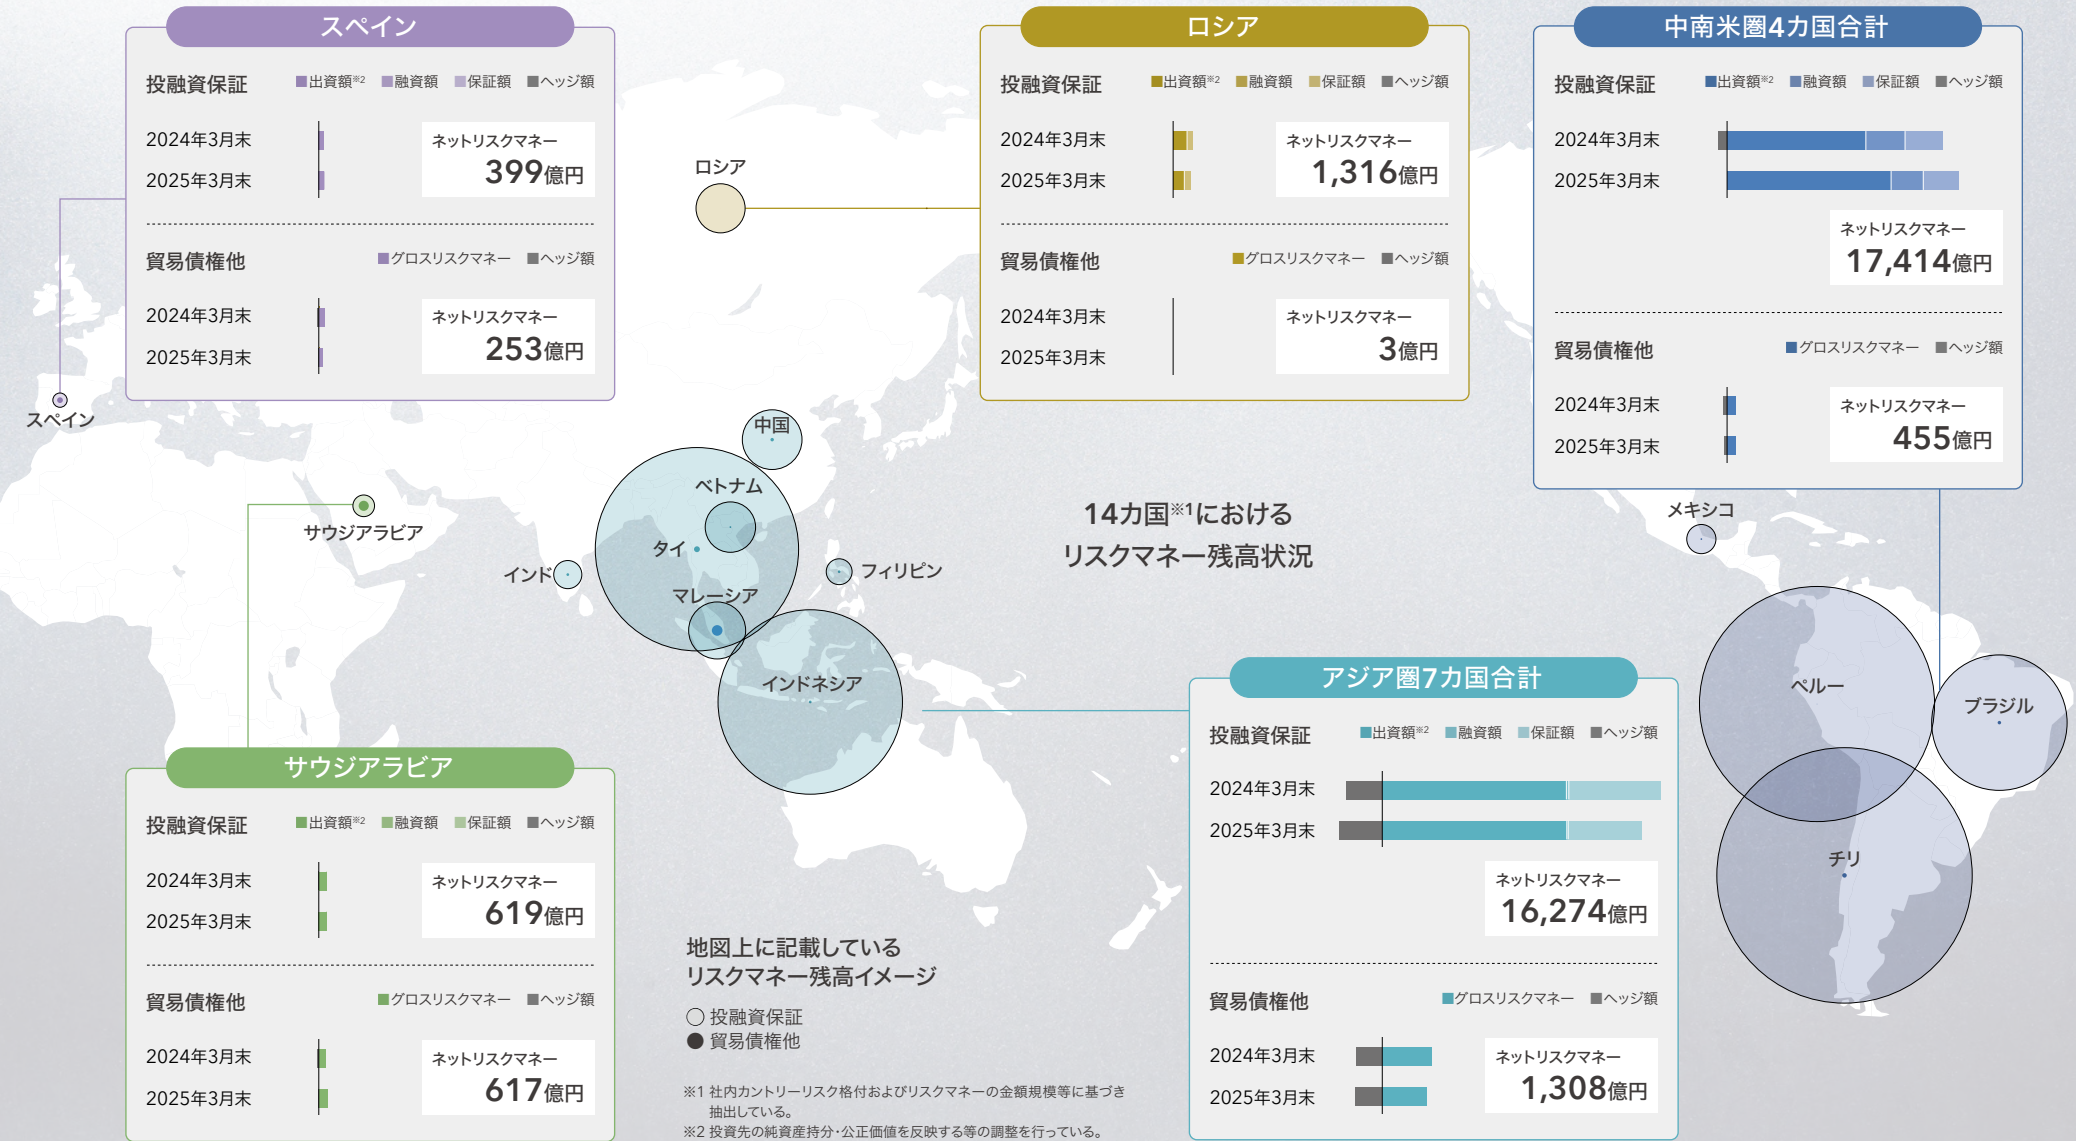 スペイン
投融資保証
■出資額※2 ■融資額 ■保証額 ■ヘッジ額
2024年3月末
2025年3月末
ネットリスクマネー
399億円
貿易債権他
■グロスリスクマネー ■ヘッジ額
2024年3月末
2025年3月末
ネットリスクマネー
253億円
ロシア
投融資保証
■出資額※2 ■融資額 ■保証額 ■ヘッジ額
2024年3月末
2025年3月末
ネットリスクマネー
1,316億円
貿易債権他
■グロスリスクマネー ■ヘッジ額
2024年3月末
2025年3月末
ネットリスクマネー
3億円
中南米圏4カ国合計
投融資保証
■出資額※2 ■融資額 ■保証額 ■ヘッジ額
2024年3月末
2025年3月末
ネットリスクマネー
17,414億円
貿易債権他
■グロスリスクマネー ■ヘッジ額
2024年3月末
2025年3月末
ネットリスクマネー
455億円
ロシア
スペイン
中国
ベトナム
タイ
サウジアラビア
インド
フィリピン
マレーシア
インドネシア
14カ国※1における
リスクマネー残高状況
メキシコ
ペルー
ブラジル
チリ
サウジアラビア
投融資保証
■出資額※2 ■融資額 ■保証額 ■ヘッジ額
2024年3月末
2025年3月末
ネットリスクマネー
619億円
貿易債権他
■グロスリスクマネー ■ヘッジ額
2024年3月末
2025年3月末
ネットリスクマネー
617億円
アジア圏7カ国合計
投融資保証
■出資額※2 ■融資額 ■保証額 ■ヘッジ額
2024年3月末
2025年3月末
ネットリスクマネー
16,274億円
貿易債権他
■グロスリスクマネー ■ヘッジ額
2024年3月末
2025年3月末
ネットリスクマネー
1,308億円
地図上に記載している
リスクマネー残高イメージ
○ 投融資保証
● 貿易債権他
※1 社内カントリーリスク格付およびリスクマネーの金額規模等に基づき
抽出している。
※2 投資先の純資産持分・公正価値を反映する等の調整を行っている。